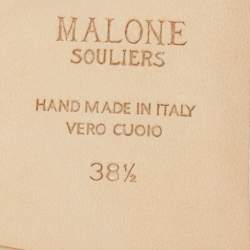 MALONE
SOULIERS
HAND MADE IN ITALY
VERO CUOIO
38½